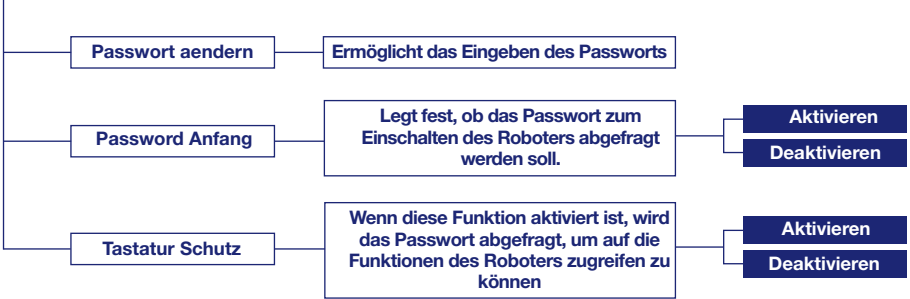 Passwort aendern
Ermöglicht das Eingeben des Passworts
Password Anfang
Legt fest, ob das Passwort zum
Einschalten des Roboters abgefragt
werden soll.
Aktivieren
Deaktivieren
Tastatur Schutz
Wenn diese Funktion aktiviert ist, wird
das Passwort abgefragt, um auf die
Funktionen des Roboters zugreifen zu
können
Aktivieren
Deaktivieren